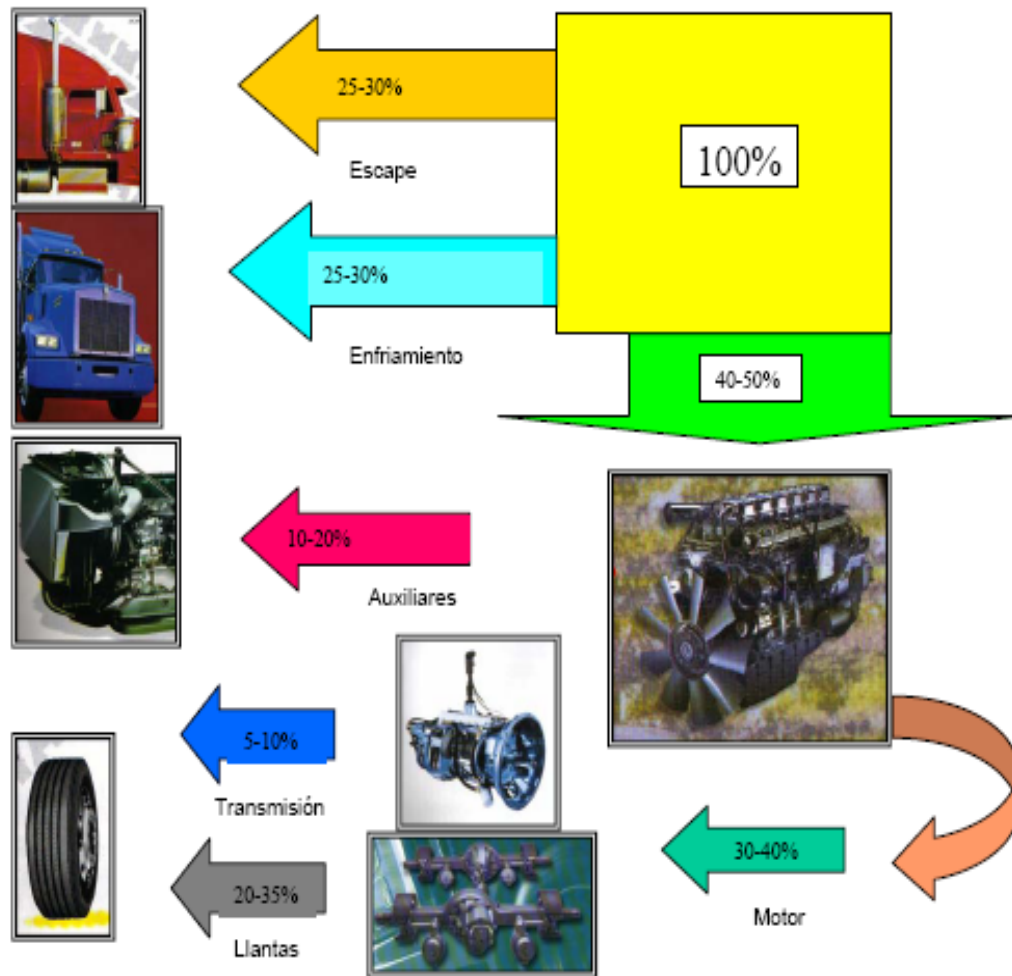 25-30%
100%
Escape
25-30%
Enfriamiento
40-50%
10-20%
Auxiliares
5-10%
Transmisión
30-40%
20-35%
Motor
Llantas